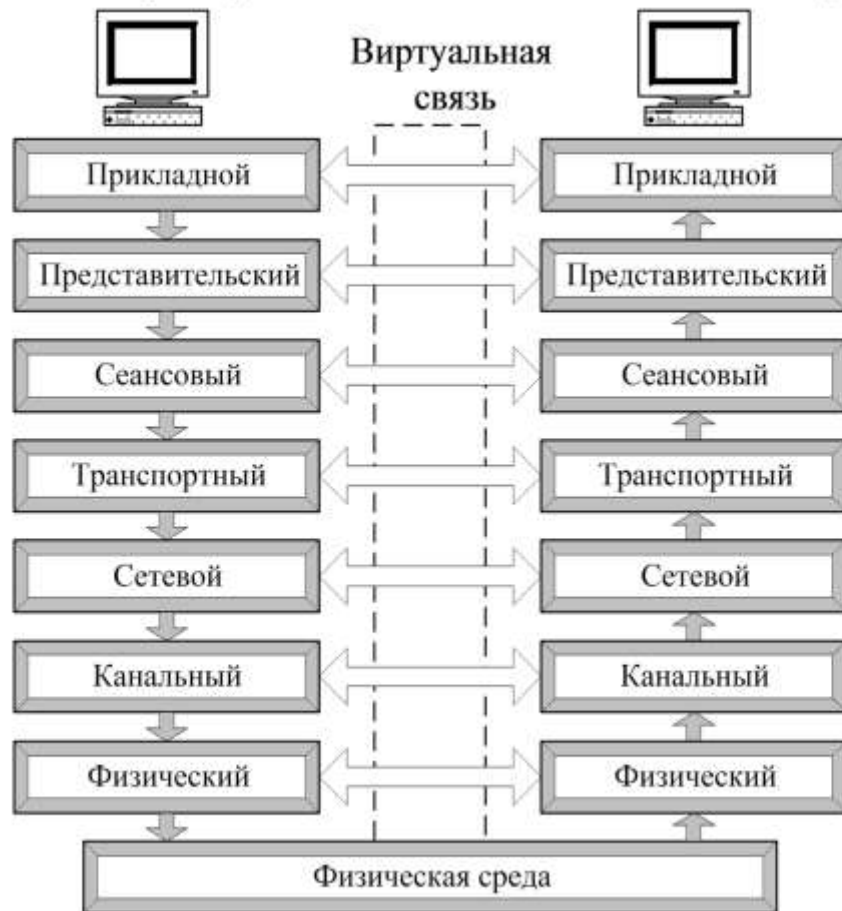 Виртуальная
связь
Прикладной
Прикладной
Представительский
Представительский
Сеансовый
Сеансовый
Транспортный
Транспортный
Сетевой
Сетевой
Канальный
Канальный
Физический
Физический
Физическая среда